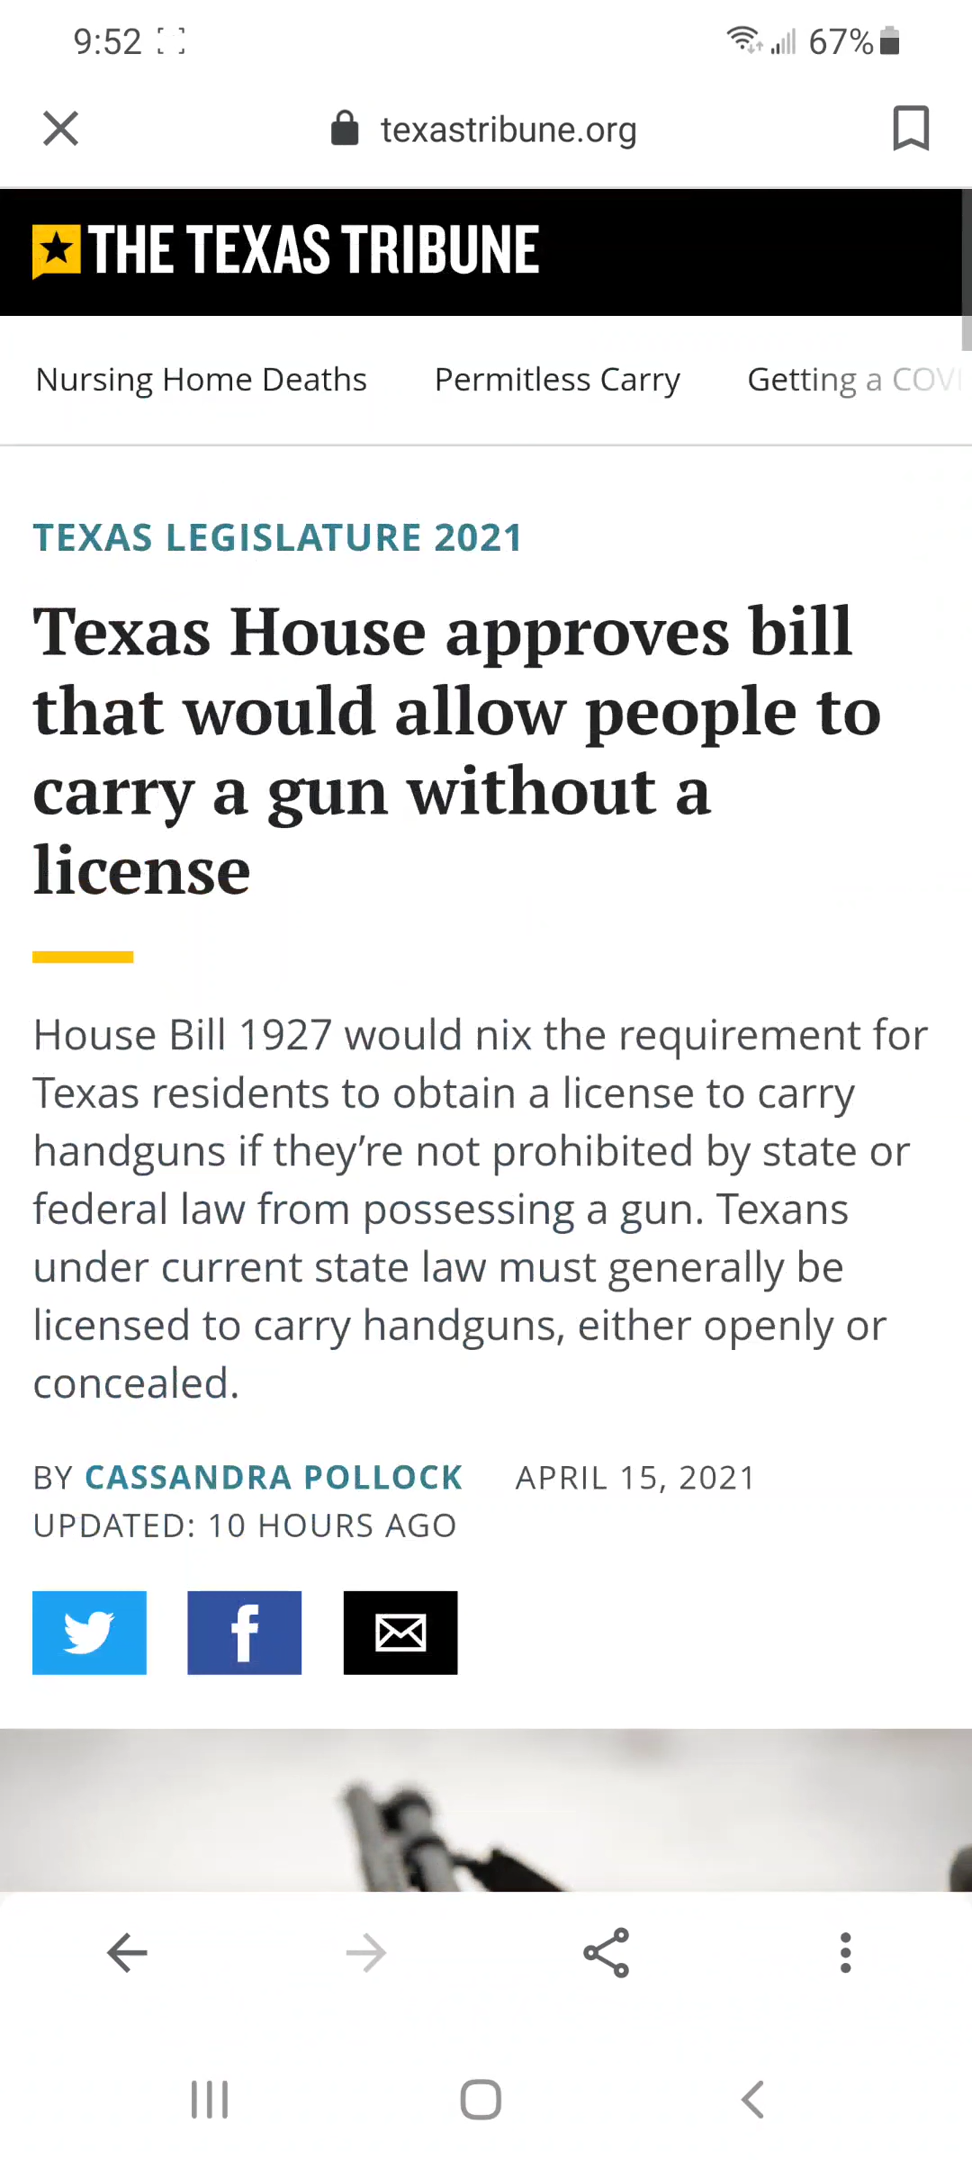 9:52 67%
texastribune.org
THE TEXAS TRIBUNE
Nursing Home Deaths Permitless Carry Getting a COVI
TEXAS LEGISLATURE 2021
Texas House approves bill
that would allow people to
carry a gun without a
license
House Bill 1927 would nix the requirement for
Texas residents to obtain a license to carry
handguns if they’re not prohibited by state or
federal law from possessing a gun. Texans
under current state law must generally be
licensed to carry handguns, either openly or
concealed.
BY CASSANDRA POLLOCK APRIL 15, 2021
UPDATED: 10 HOURS AGO